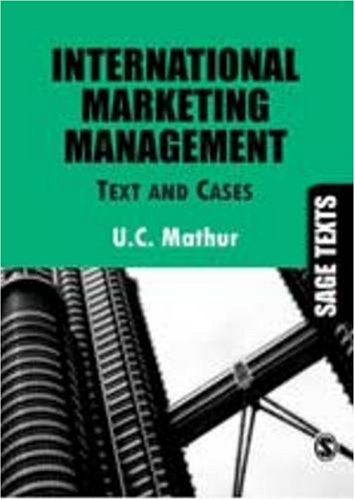 INTERNATIONAL
MARKETING
MANAGEMENT
TEXT AND CASES
U.C. Mathur
SAGE TEXTS